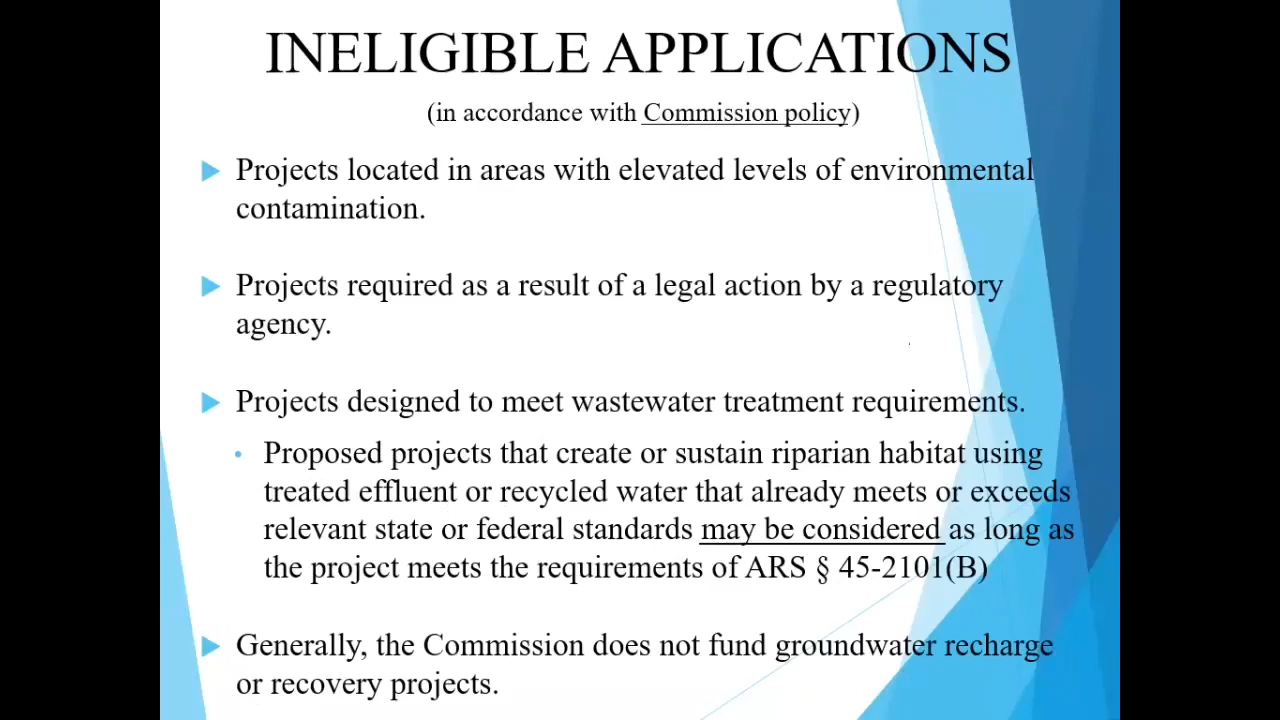 INELIGIBLE APPLICATIONS
(in accordance with Commission policy)
Projects located in areas with elevated levels of environmental
contamination.
Projects required as a result of a legal action by a regulatory
agency.
Projects designed to meet wastewater treatment requirements.
Proposed projects that create or sustain riparian habitat using
treated effluent or recycled water that already meets or exceeds
relevant state or federal standards may be considered as long as
the project meets the requirements of ARS § 45-2101(B)
Generally, the Commission does not fund groundwater recharge
or recovery projects.